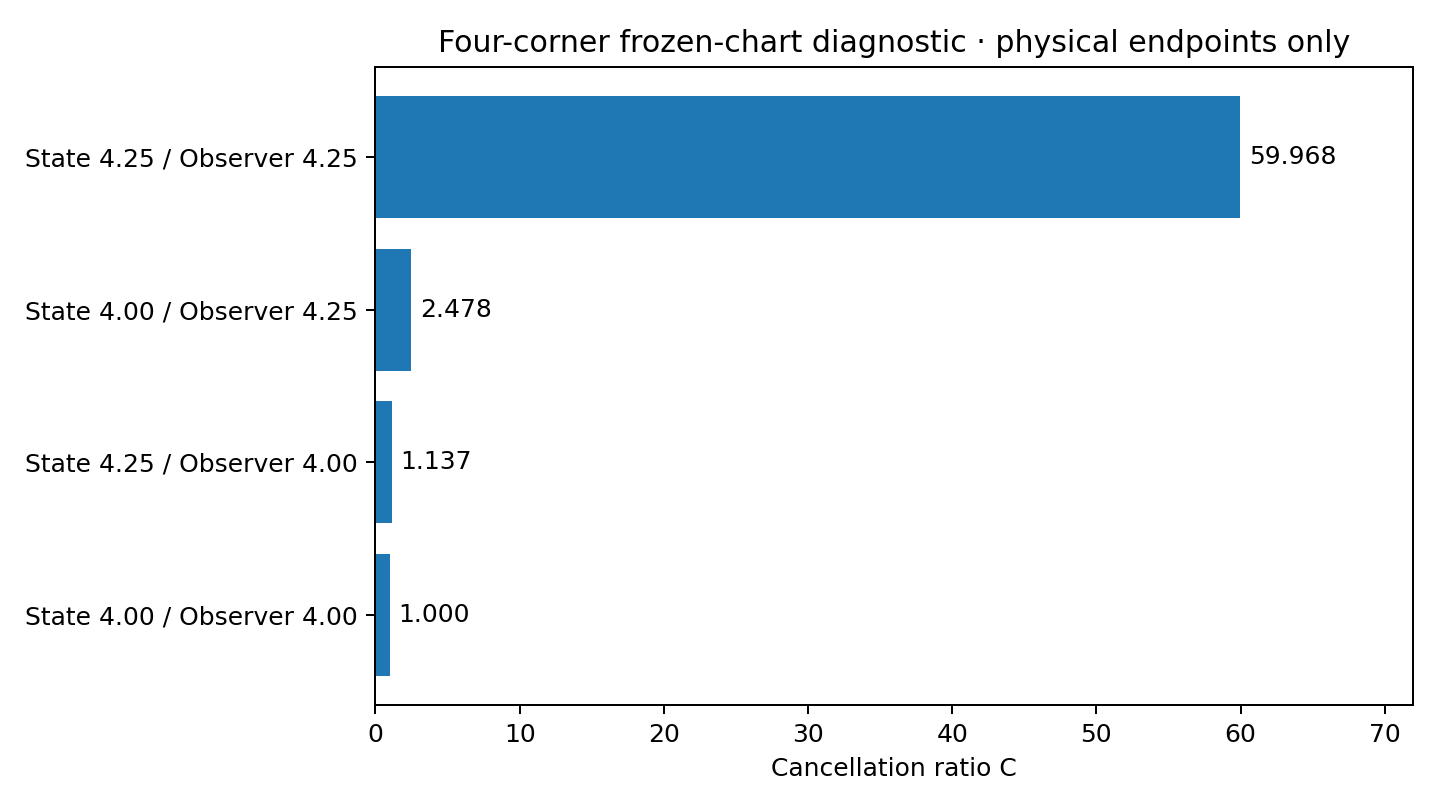 Four-corner frozen-chart diagnostic · physical endpoints only
State 4.25 / Observer 4.25
59.968
State 4.00 / Observer 4.25
2.478
State 4.25 / Observer 4.00
1.137
State 4.00 / Observer 4.00
1.000
0 10 20 30 40 50 60 70
Cancellation ratio C